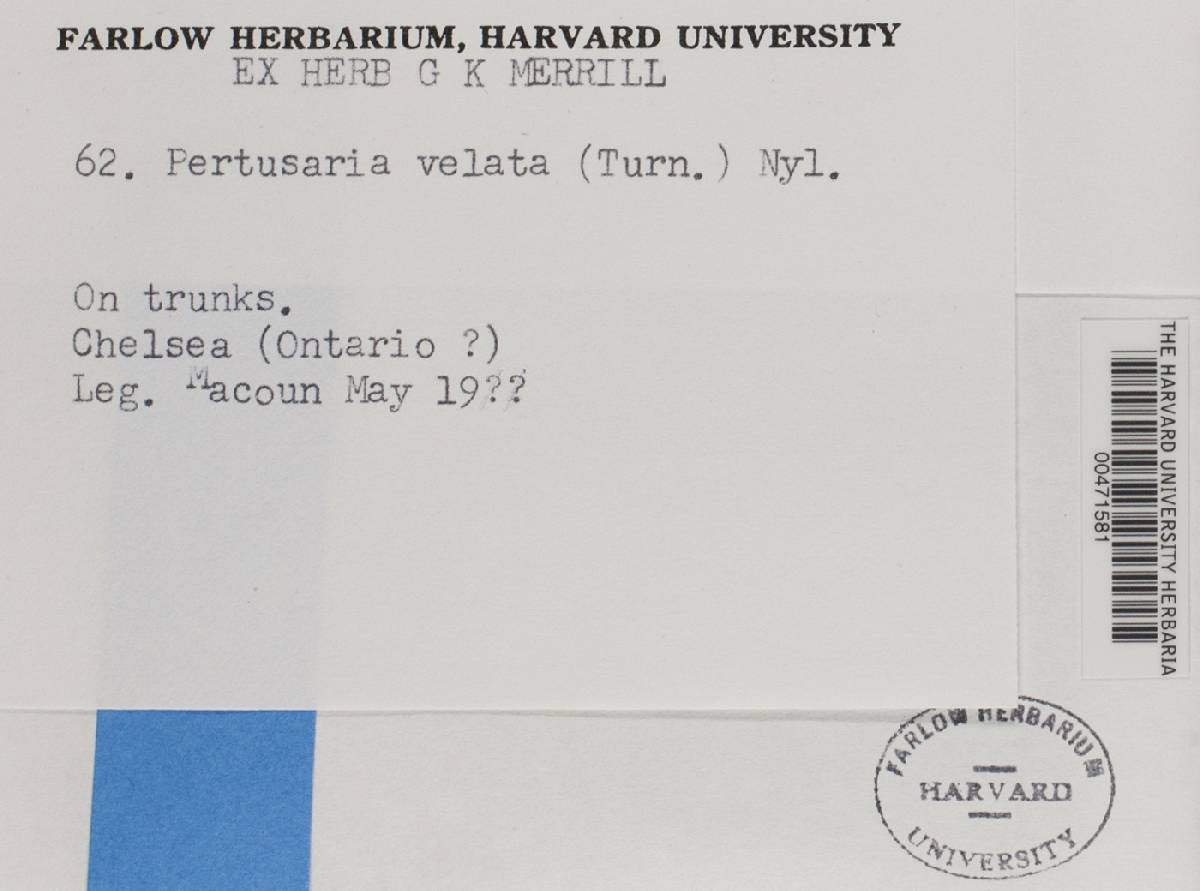 FARLOW HERBARIUM, HARVARD UNIVERSITY
EX HERB G K MERRILL
62. Pertusaria velata (Turn.) Nyl.
On trunks.
Chelsea (Ontario ?)
Leg. Macoun May 19??
THE HARVARD UNIVERSITY HERBARIA
00471581
FARLOW HERBARIUM
HARVARD
UNIVERSITY